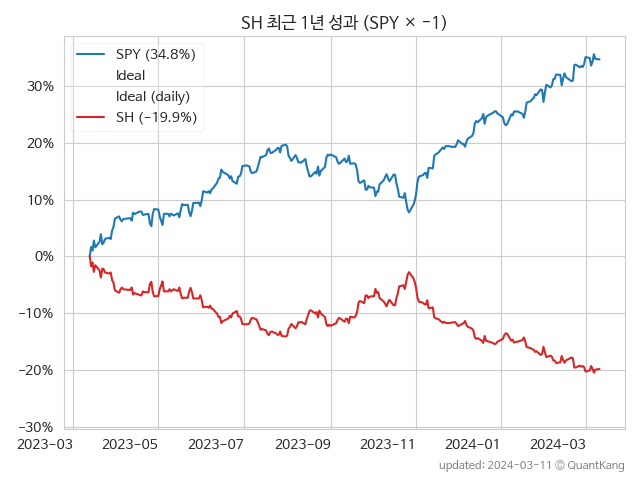 SH 최근 1년 성과 (SPY × −1)
SPY (34.8%)
Ideal
Ideal (daily)
SH (−19.9%)
30%
20%
10%
0%
−10%
−20%
−30%
2023−03
2023−05
2023−07
2023−09
2023−11
2024−01
2024−03
updated: 2024-03-11 © QuantKang